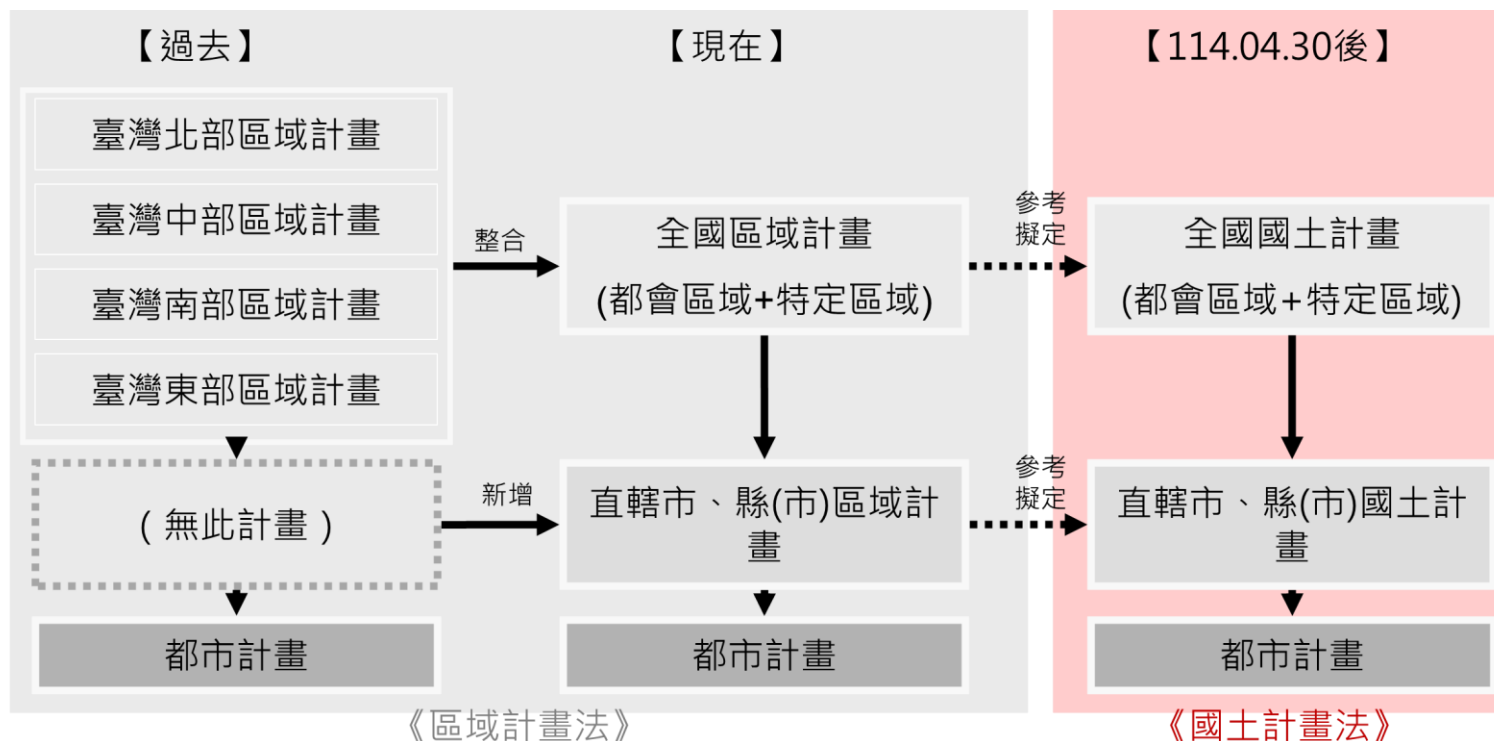 【過去】
臺灣北部區域計畫
臺灣中部區域計畫
臺灣南部區域計畫
臺灣東部區域計畫
(無此計畫)
都市計畫
整合
新增
【現在】
全國區域計畫
(都會區域+特定區域)
直轄市、縣(市)區域計
畫
都市計畫
參考
擬定
參考
擬定
【114.04.30後】
全國國土計畫
(都會區域+特定區域)
直轄市、縣(市)國土計
畫
都市計畫
《區域計畫法》
《國土計畫法》